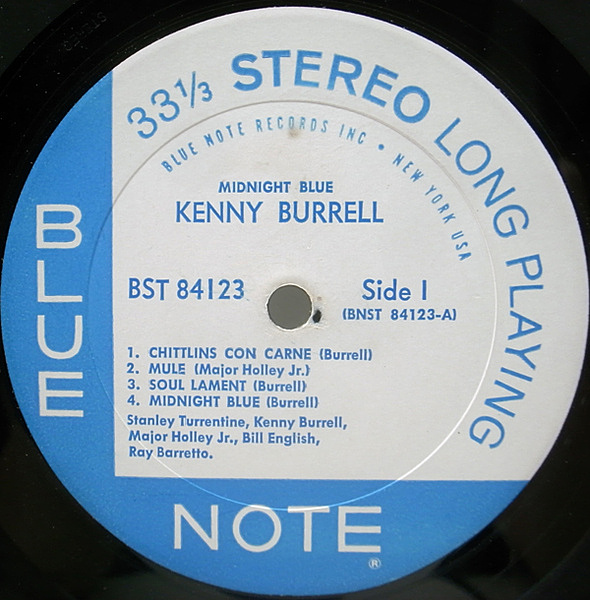 33⅓ STEREO LONG PLAYING
BLUE NOTE RECORDS INC • NEW YORK USA
MIDNIGHT BLUE
KENNY BURRELL
BST 84123
Side 1
(BNST 84123-A)
1. CHITTLINS CON CARNE (Burrell)
2. MULE (Major Holley Jr.)
3. SOUL LAMENT (Burrell)
4. MIDNIGHT BLUE (Burrell)
Stanley Turrentine, Kenny Burrell,
Major Holley Jr., Bill English,
Ray Barretto.
BLUE
NOTE
®